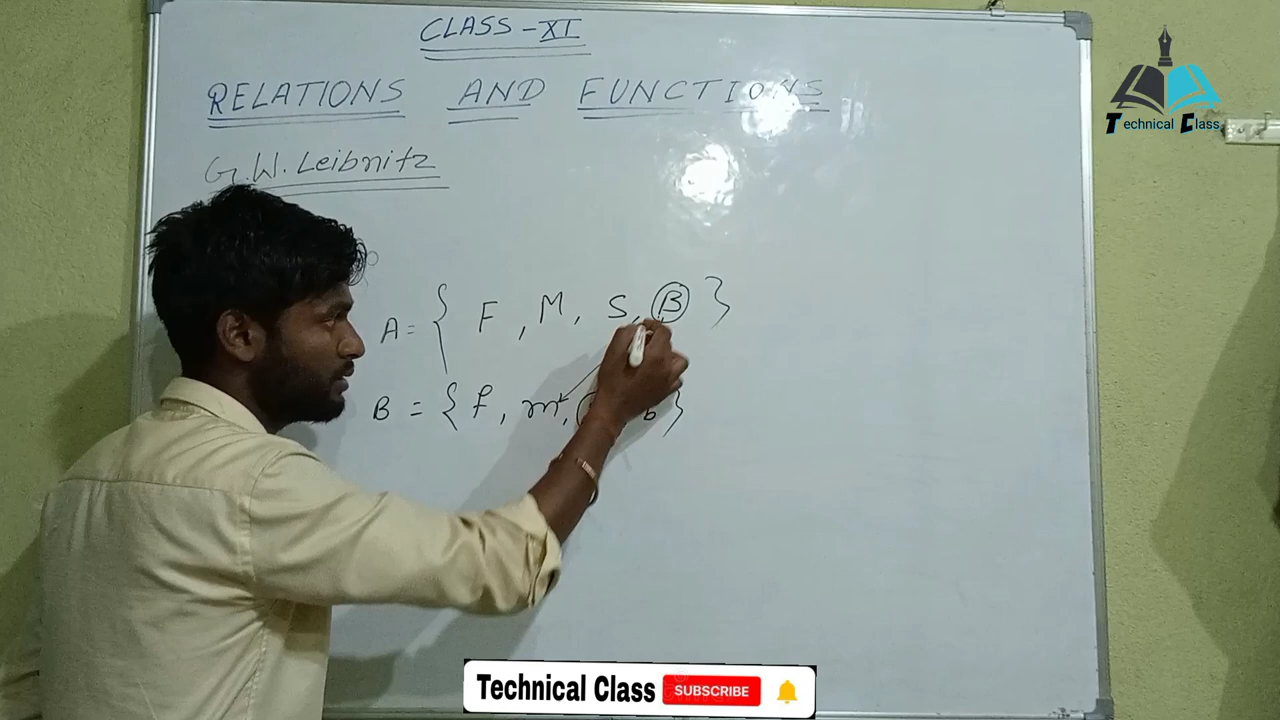 CLASS-XI
RELATIONS AND FUNCTIONS
G.W. Leibnitz
A = { F, M, S, B }
B = { f, m, b }
Technical Class
Technical Class SUBSCRIBE